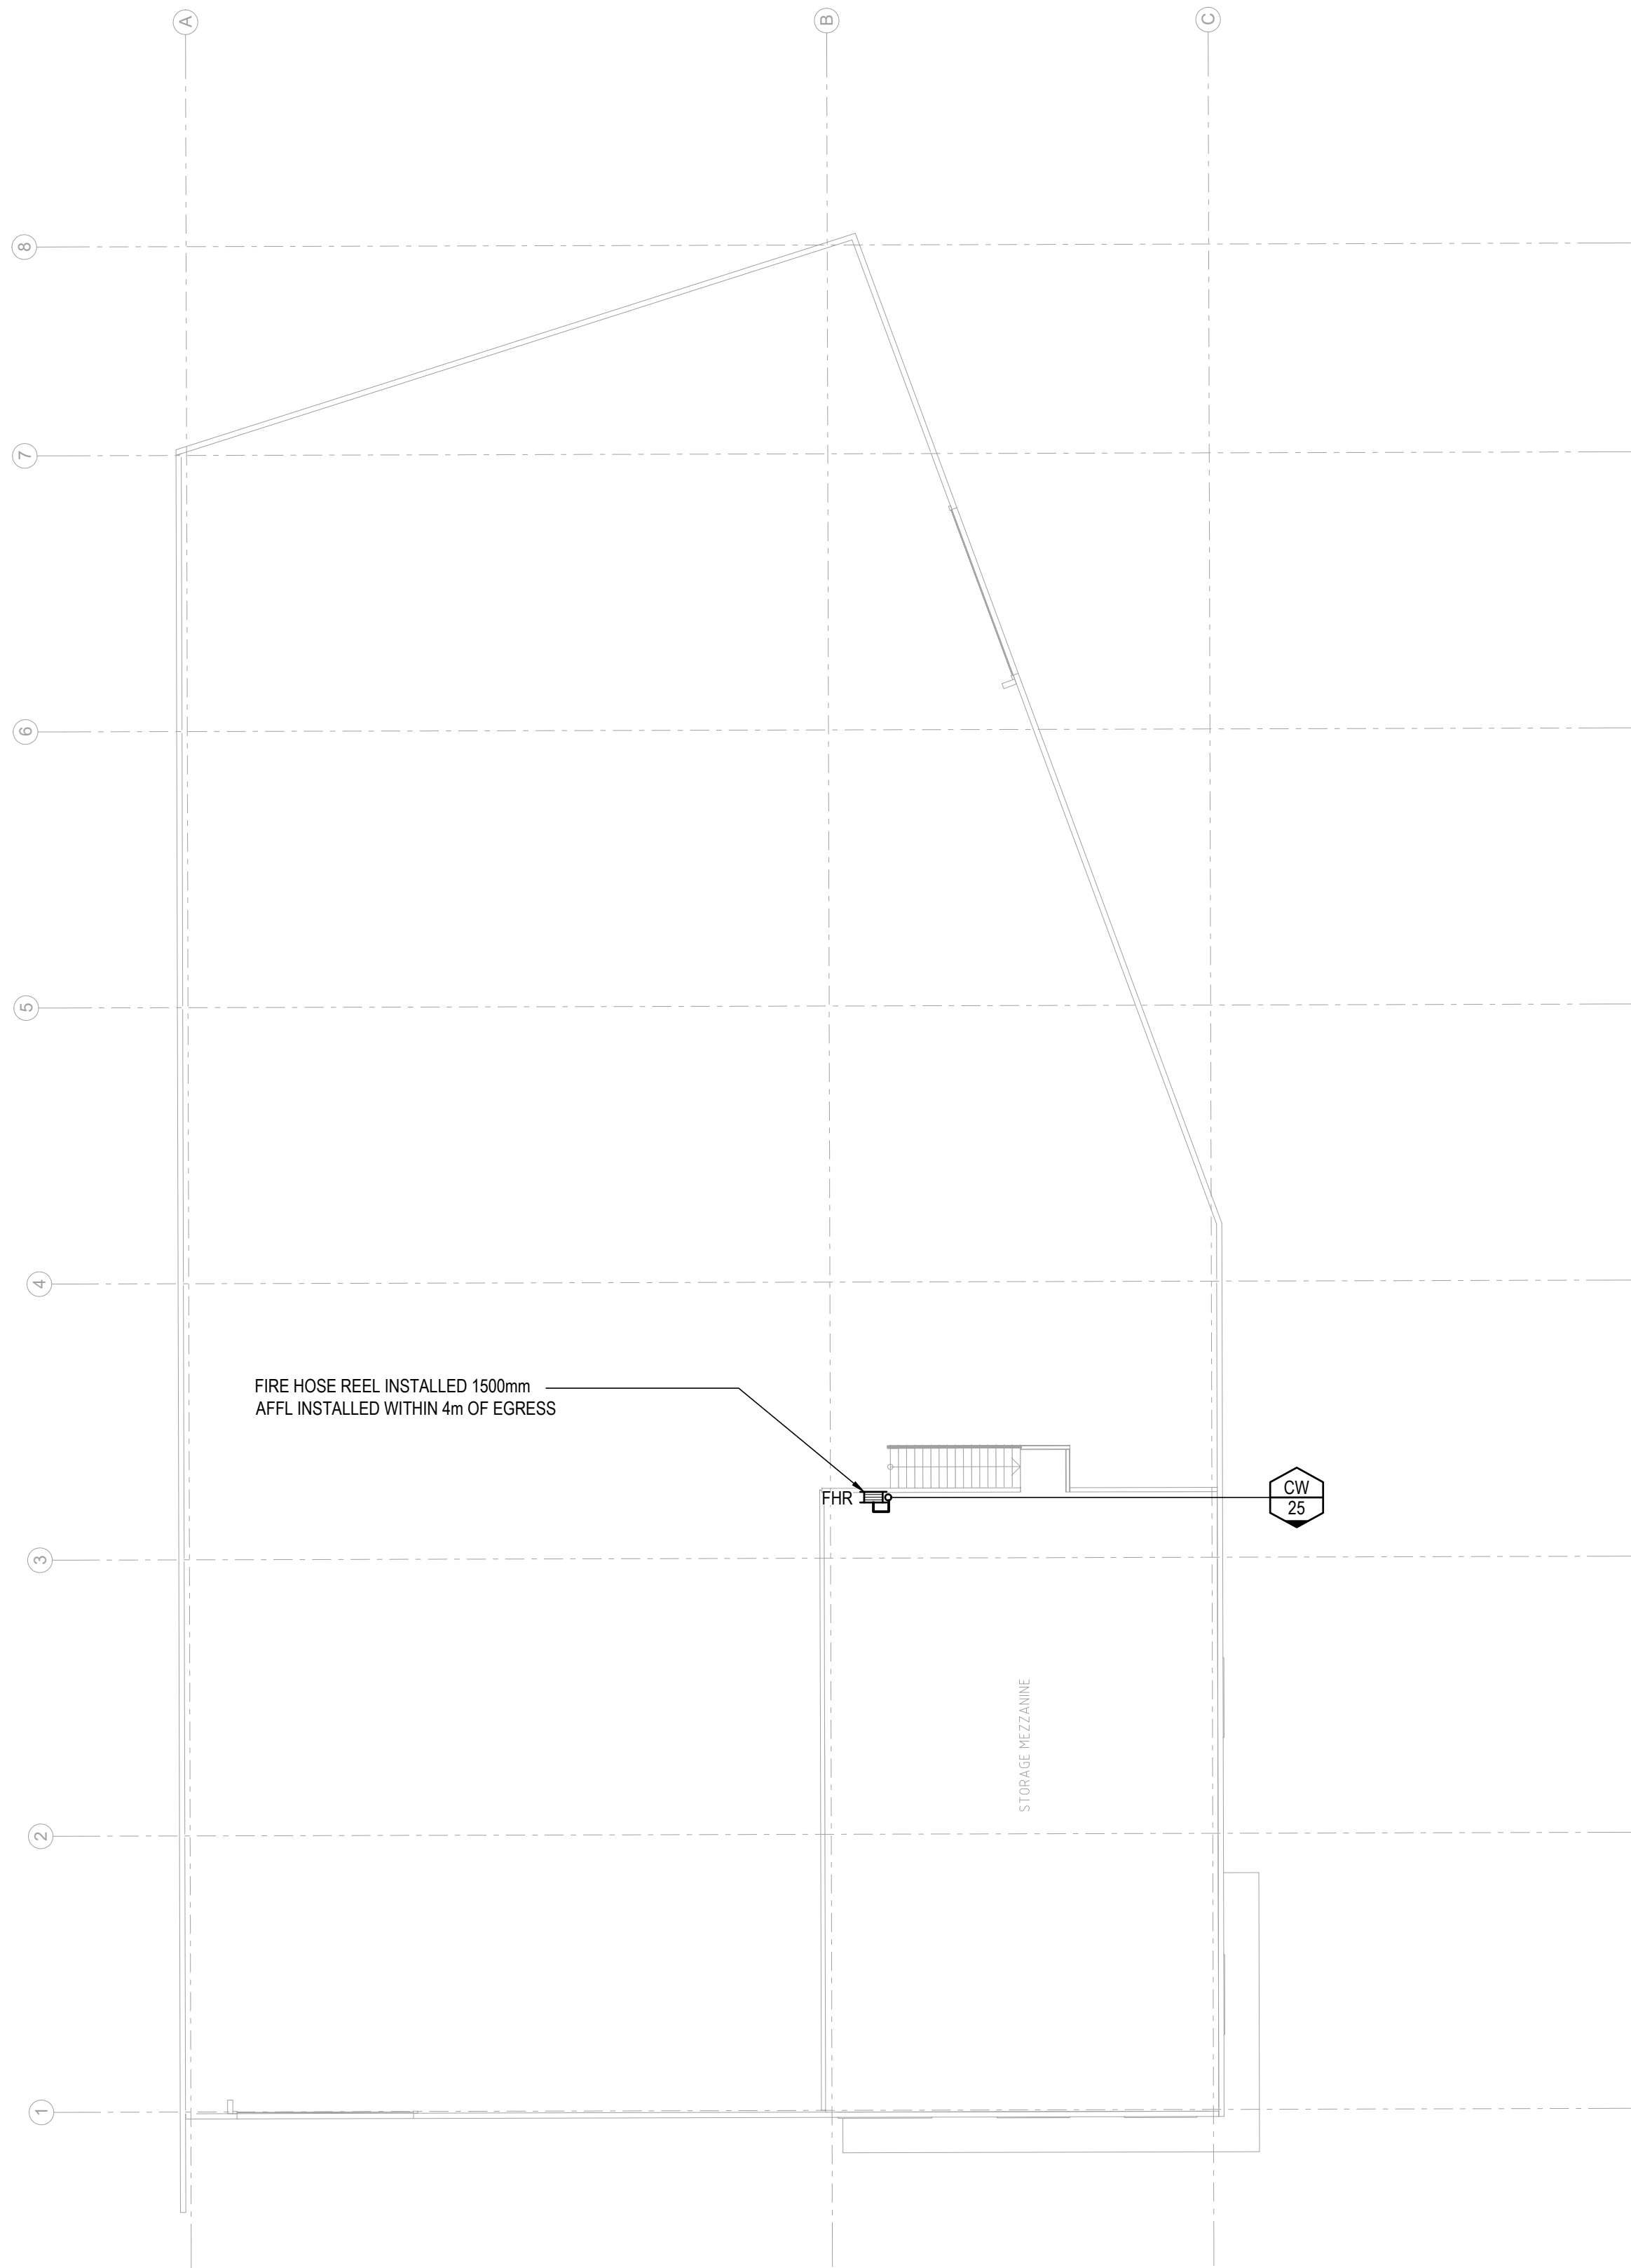 A
B
C
8
7
6
5
4
FIRE HOSE REEL INSTALLED 1500mm
AFFL INSTALLED WITHIN 4m OF EGRESS
FHR
CW
25
3
STORAGE MEZZANINE
2
1